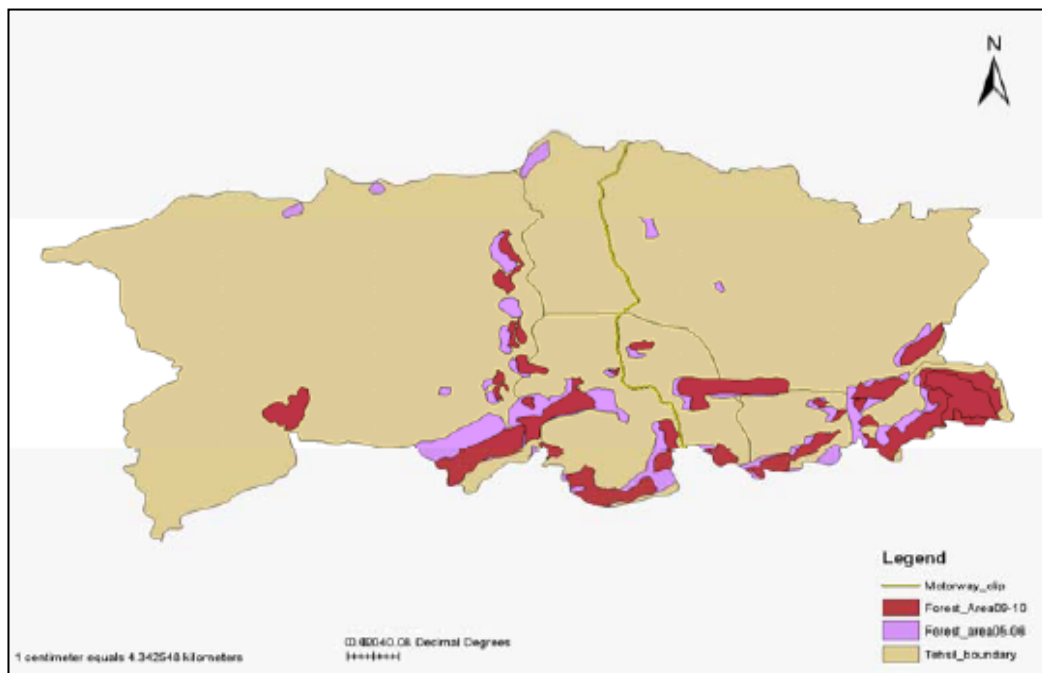 N
Legend
Motorway_clip
Forest_Area09-10
Forest_area05-06
Tehsil_boundary
Decimal Degrees
1 centimeter equals 4.342548 kilometers